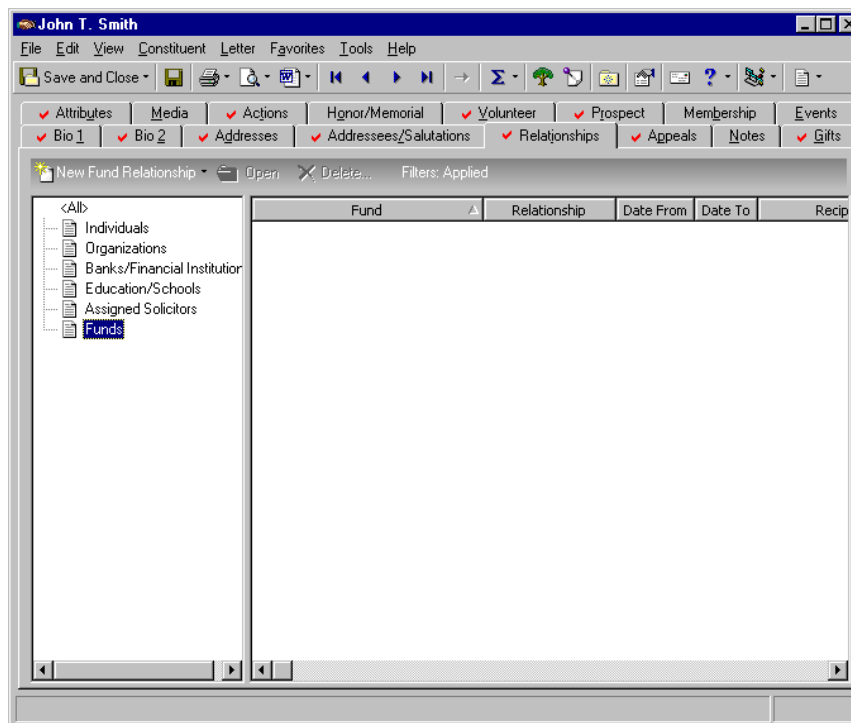 John T. Smith
File Edit View Constituent Letter Favorites Tools Help
Save and Close
Attributes Media Actions Honor/Memorial Volunteer Prospect Membership Events
Bio 1 Bio 2 Addresses Addressees/Salutations Relationships Appeals Notes Gifts
New Fund Relationship Open Delete... Filters: Applied
<All>
Fund Relationship Date From Date To Recip
Individuals
Organizations
Banks/Financial Institution
Education/Schools
Assigned Solicitors
Funds